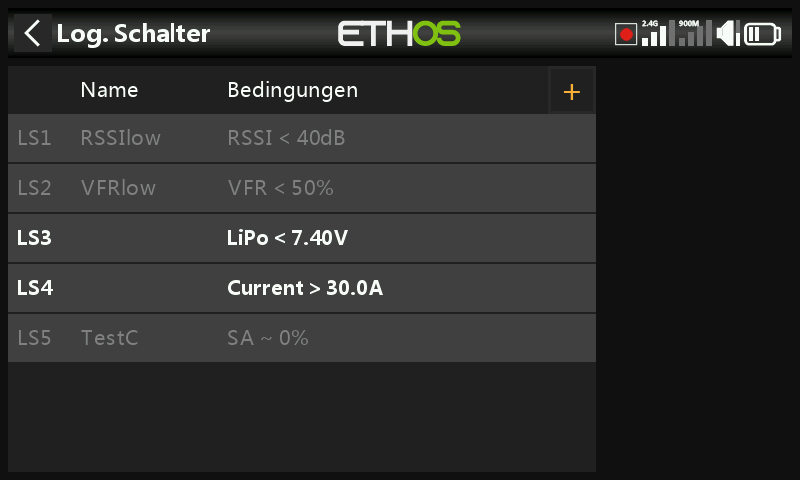 Log. Schalter ETHOS 2.4G 900M
Name Bedingungen +
LS1 RSSIlow RSSI < 40dB
LS2 VFRlow VFR < 50%
LS3 LiPo < 7.40V
LS4 Current > 30.0A
LS5 TestC SA ~ 0%